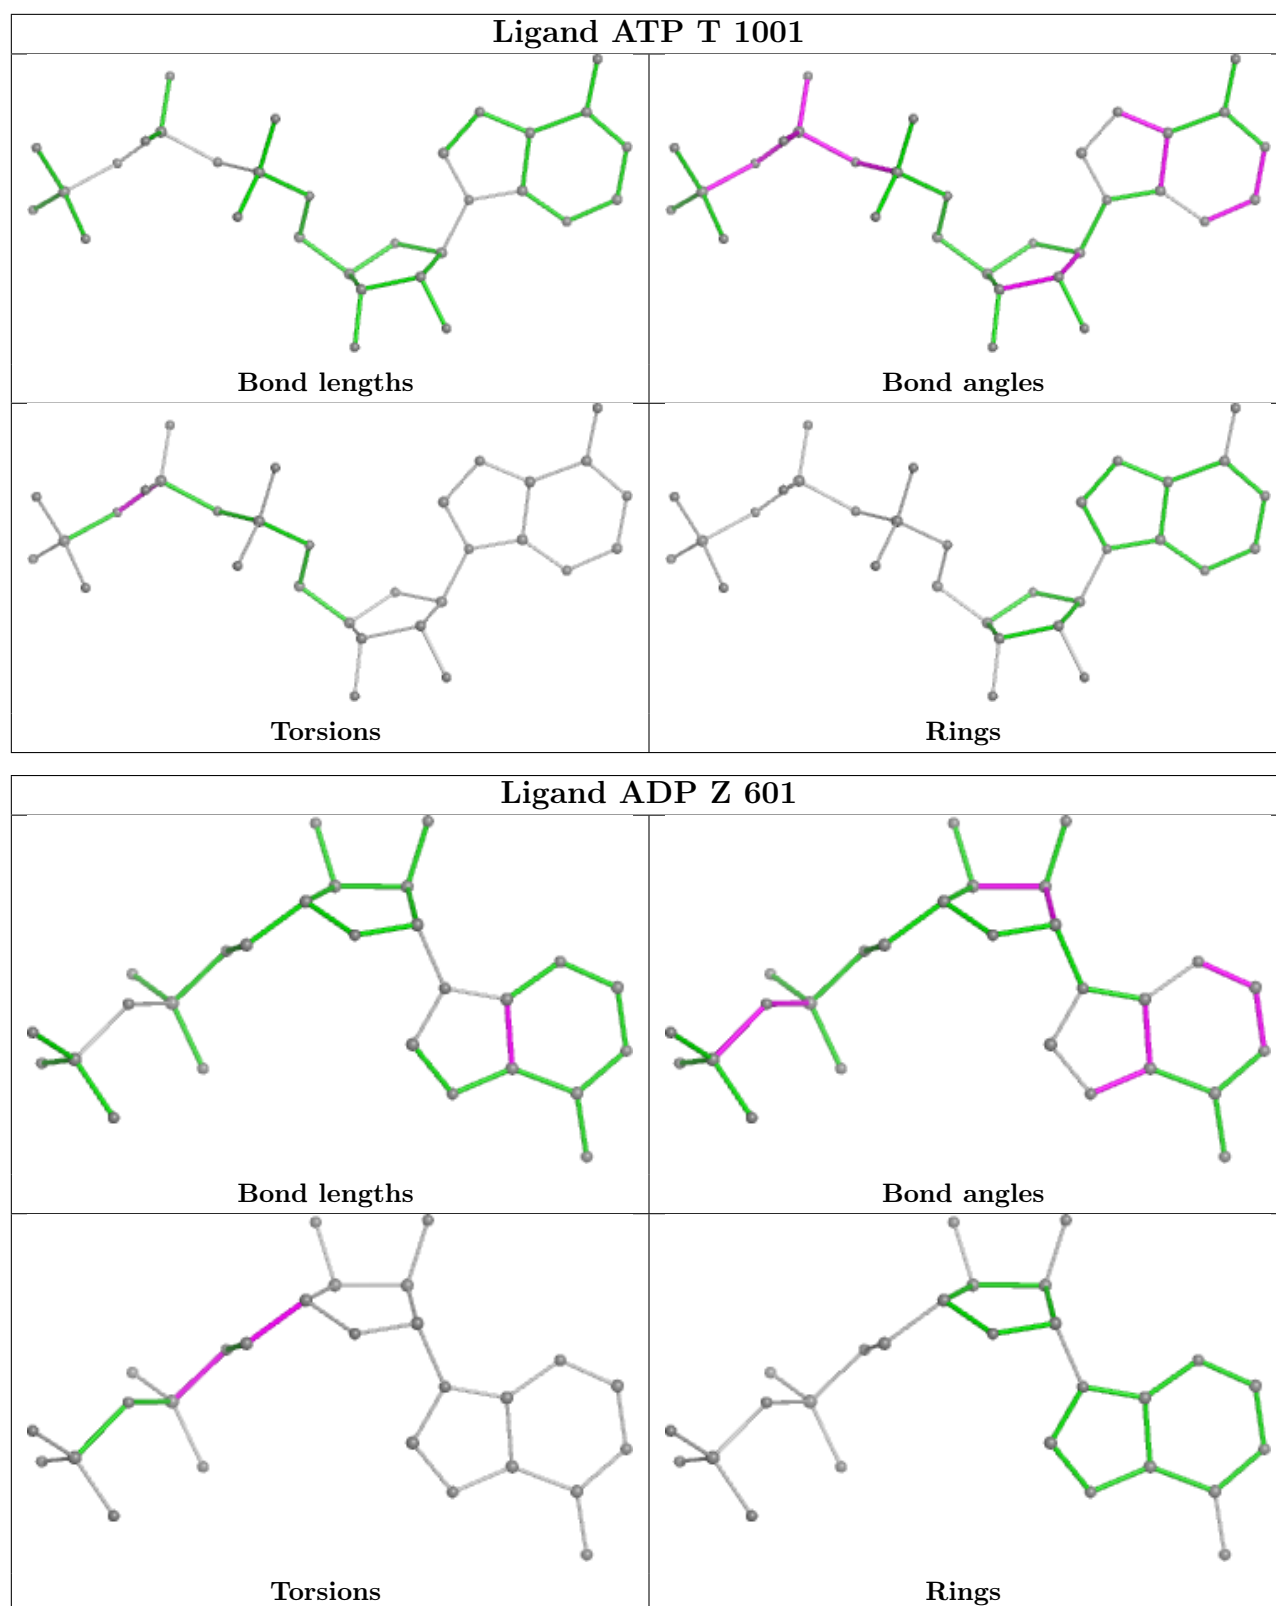 Ligand ATP T 1001
Bond lengths
Bond angles
Torsions
Rings
Ligand ADP Z 601
Bond lengths
Bond angles
Torsions
Rings